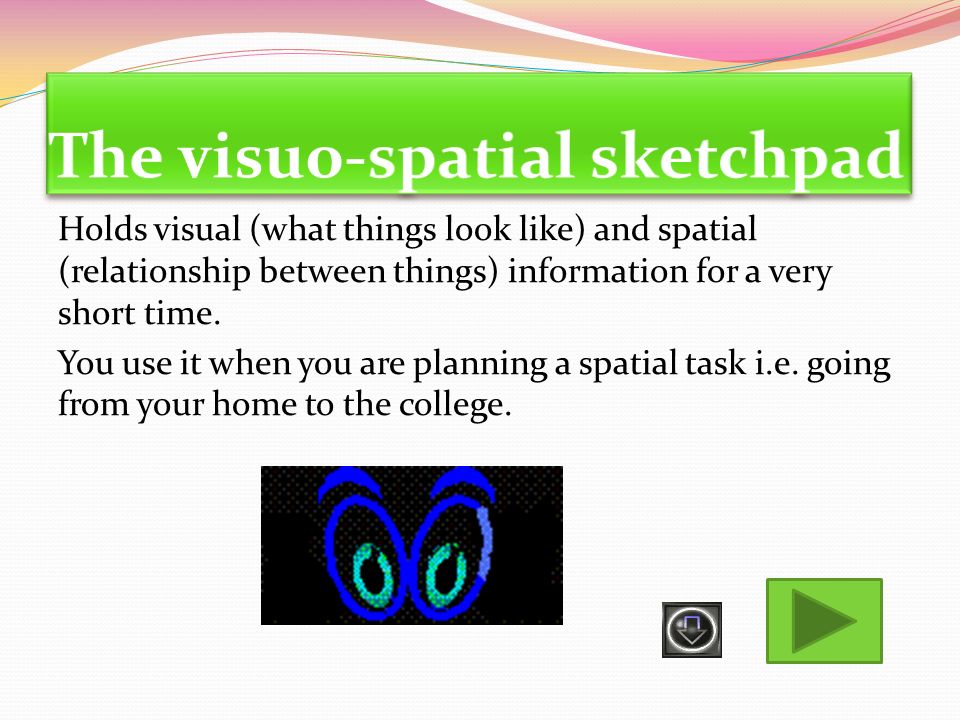 The visuo-spatial sketchpad
Holds visual (what things look like) and spatial
(relationship between things) information for a very
short time.
You use it when you are planning a spatial task i.e. going
from your home to the college.